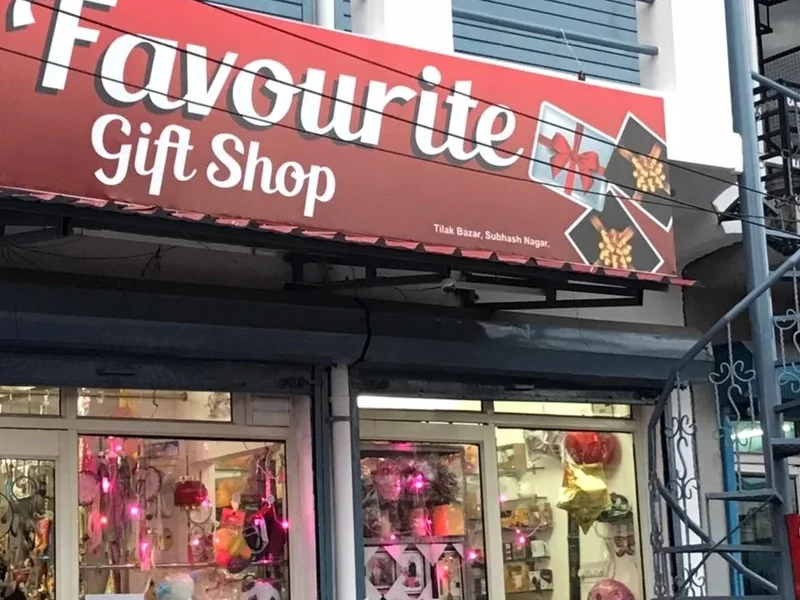 Favourite
Gift Shop
Tilak Bazar, Subhash Nagar.